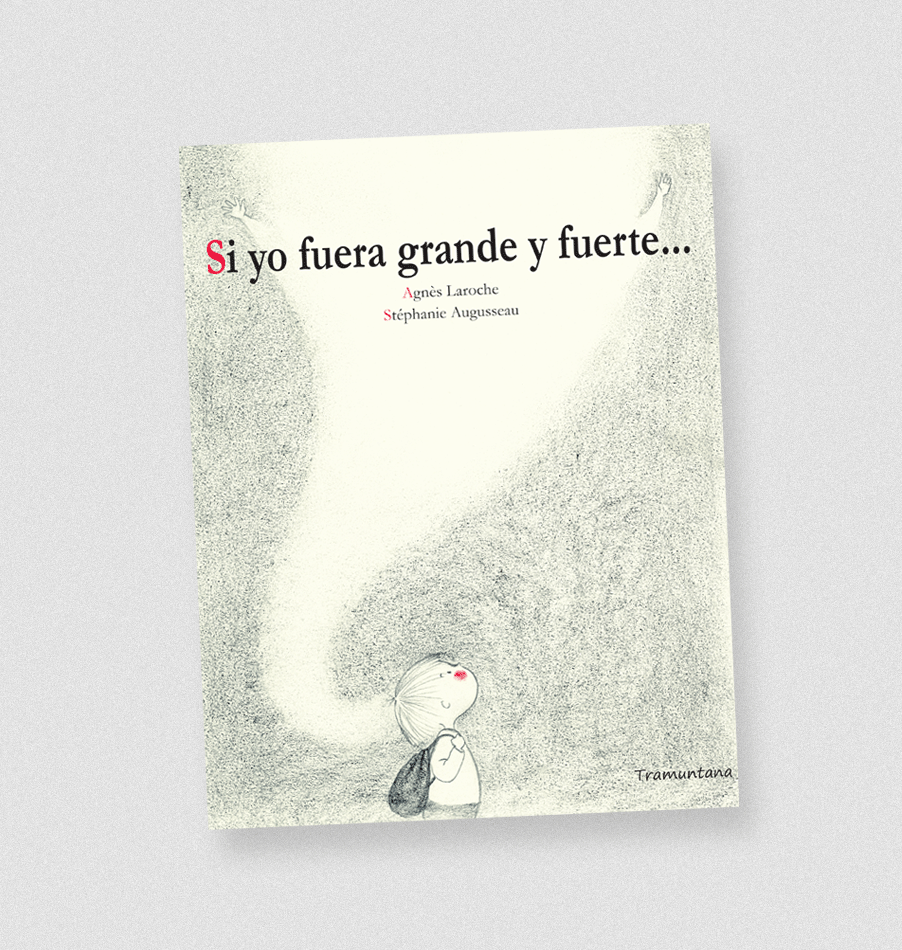 Si yo fuera grande y fuerte...
Agnès Laroche
Stéphanie Augusseau
Tramuntana